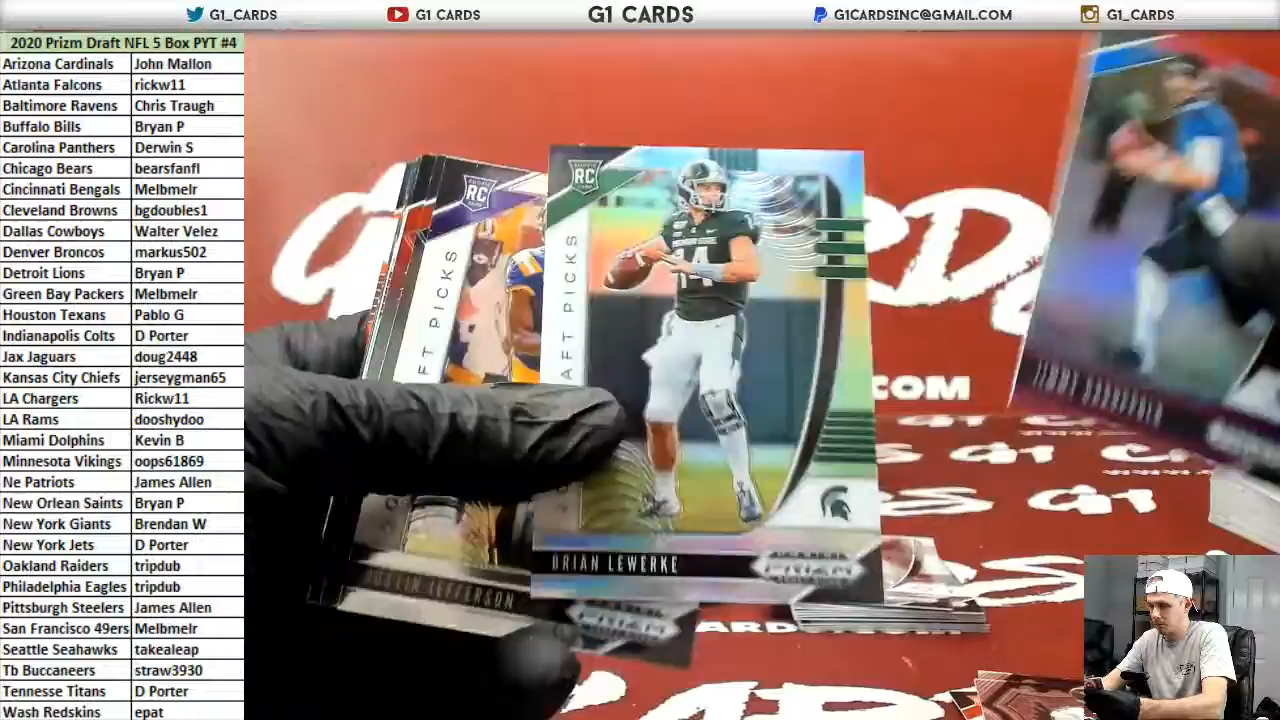 G1_CARDS
G1 CARDS
G1 CARDS
G1CARDSINC@GMAIL.COM
G1_CARDS
2020 Prizm Draft NFL 5 Box PYT #4
Arizona Cardinals John Mallon
Atlanta Falcons rickw11
Baltimore Ravens Chris Traugh
Buffalo Bills Bryan P
Carolina Panthers Derwin S
Chicago Bears bearsfanfl
Cincinnati Bengals Melbmelr
Cleveland Browns bgdoubles1
Dallas Cowboys Walter Velez
Denver Broncos markus502
Detroit Lions Bryan P
Green Bay Packers Melbmelr
Houston Texans Pablo G
Indianapolis Colts D Porter
Jax Jaguars doug2448
Kansas City Chiefs jerseygman65
LA Chargers Rickw11
LA Rams dooshydoo
Miami Dolphins Kevin B
Minnesota Vikings oops61869
Ne Patriots James Allen
New Orlean Saints Bryan P
New York Giants Brendan W
New York Jets D Porter
Oakland Raiders tripdub
Philadelphia Eagles tripdub
Pittsburgh Steelers James Allen
San Francisco 49ers Melbmelr
Seattle Seahawks takealeap
Tb Buccaneers straw3930
Tennesse Titans D Porter
Wash Redskins epat
RC
FT PICKS
JUSTIN JEFFERSON
RC
AFT PICKS
14
BRIAN LEWERKE
PRIZM
.COM
G1